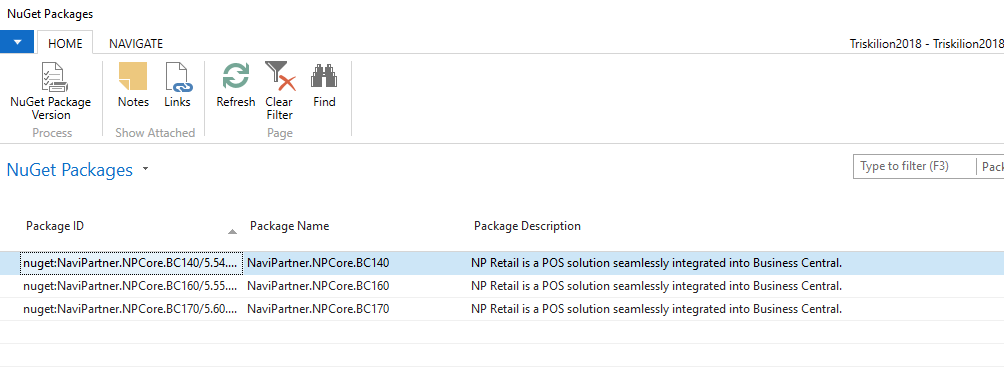 NuGet Packages
HOME NAVIGATE Triskilion2018 - Triskilion2018
NuGet Package Version Notes Links Refresh Clear Filter Find
Process Show Attached Page
NuGet Packages Type to filter (F3) Pack
Package ID Package Name Package Description
nuget:NaviPartner.NPCore.BC140/5.54.... NaviPartner.NPCore.BC140 NP Retail is a POS solution seamlessly integrated into Business Central.
nuget:NaviPartner.NPCore.BC160/5.55.... NaviPartner.NPCore.BC160 NP Retail is a POS solution seamlessly integrated into Business Central.
nuget:NaviPartner.NPCore.BC170/5.60.... NaviPartner.NPCore.BC170 NP Retail is a POS solution seamlessly integrated into Business Central.